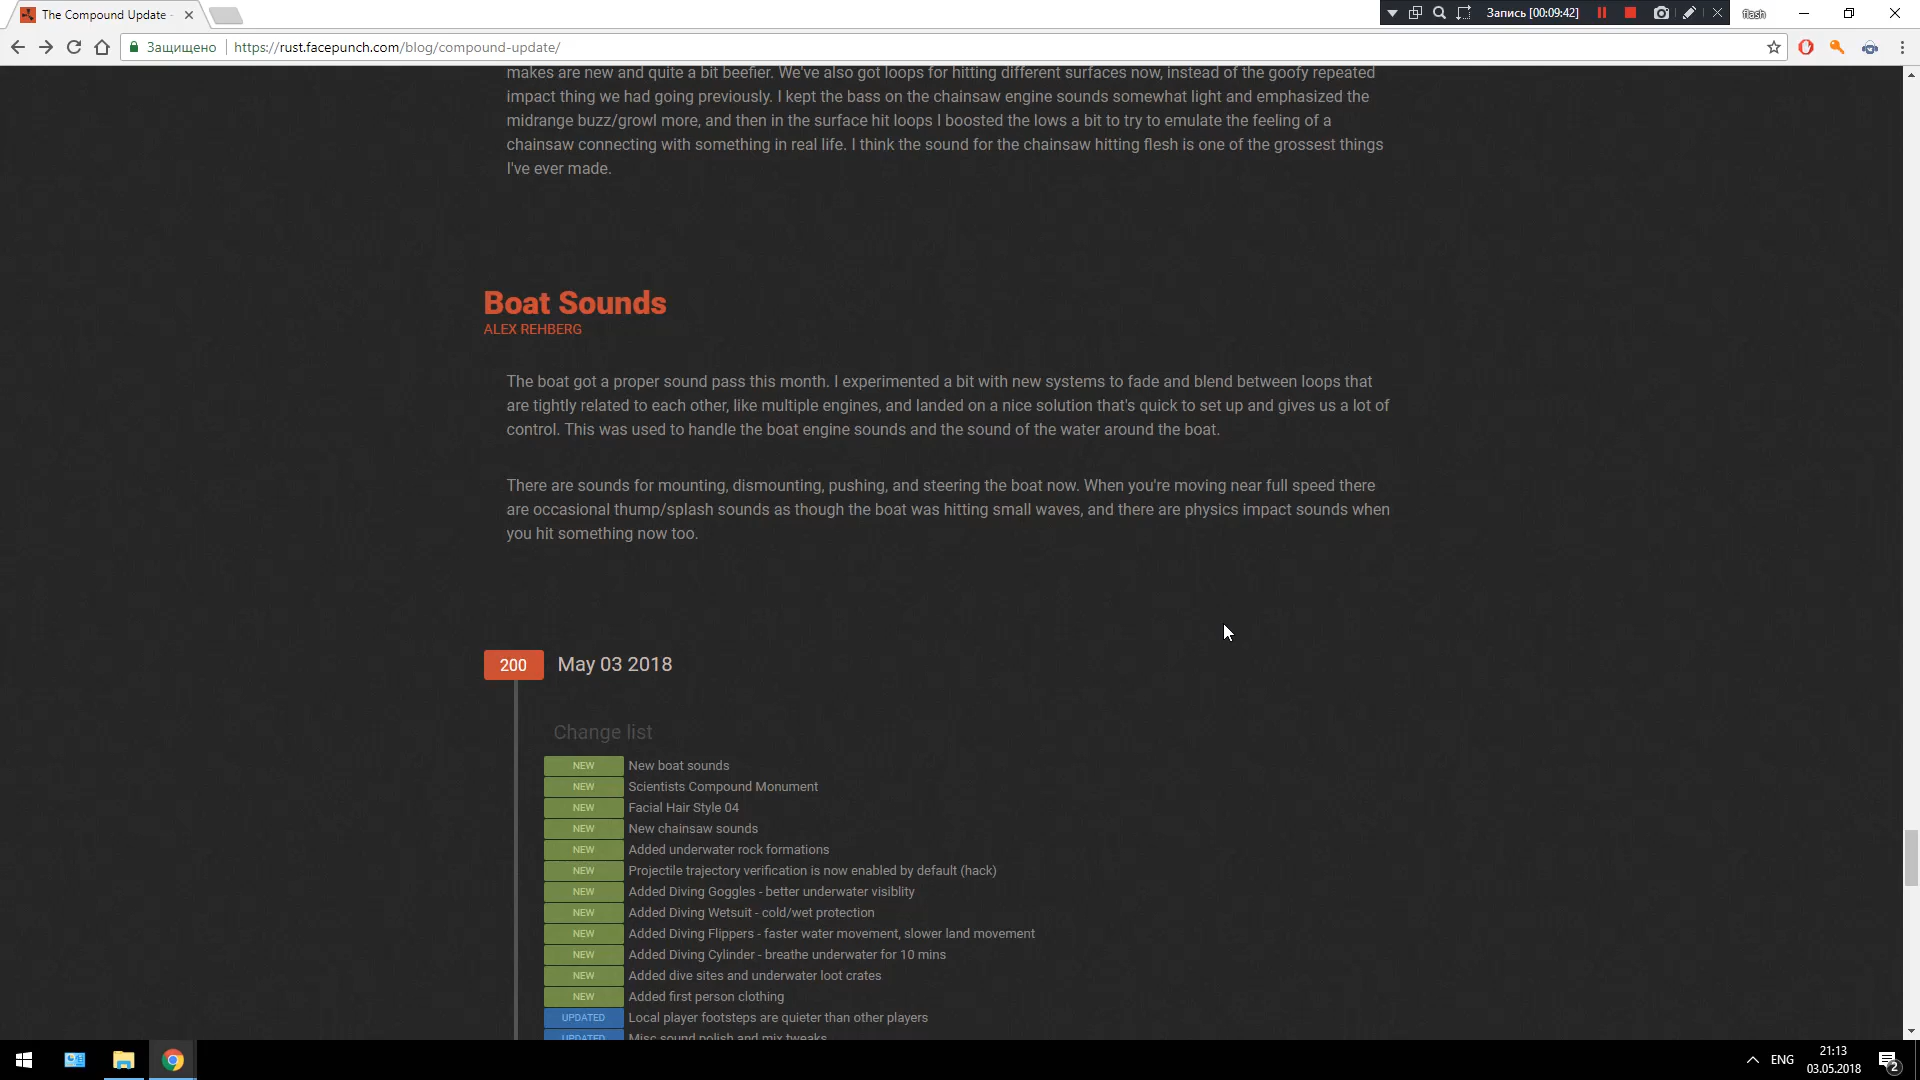 The Compound Update -
Запись [00:09:42]
flash
Защищено
https://rust.facepunch.com/blog/compound-update/
makes are new and quite a bit beefier. We've also got loops for hitting different surfaces now, instead of the goofy repeated
impact thing we had going previously. I kept the bass on the chainsaw engine sounds somewhat light and emphasized the
midrange buzz/growl more, and then in the surface hit loops I boosted the lows a bit to try to emulate the feeling of a
chainsaw connecting with something in real life. I think the sound for the chainsaw hitting flesh is one of the grossest things
I've ever made.
Boat Sounds
ALEX REHBERG
The boat got a proper sound pass this month. I experimented a bit with new systems to fade and blend between loops that
are tightly related to each other, like multiple engines, and landed on a nice solution that's quick to set up and gives us a lot of
control. This was used to handle the boat engine sounds and the sound of the water around the boat.
There are sounds for mounting, dismounting, pushing, and steering the boat now. When you're moving near full speed there
are occasional thump/splash sounds as though the boat was hitting small waves, and there are physics impact sounds when
you hit something now too.
200 May 03 2018
Change list
NEW New boat sounds
NEW Scientists Compound Monument
NEW Facial Hair Style 04
NEW New chainsaw sounds
NEW Added underwater rock formations
NEW Projectile trajectory verification is now enabled by default (hack)
NEW Added Diving Goggles - better underwater visiblity
NEW Added Diving Wetsuit - cold/wet protection
NEW Added Diving Flippers - faster water movement, slower land movement
NEW Added Diving Cylinder - breathe underwater for 10 mins
NEW Added dive sites and underwater loot crates
NEW Added first person clothing
UPDATED Local player footsteps are quieter than other players
UPDATED Misc sound polish and mix tweaks
ENG
21:13
03.05.2018
2